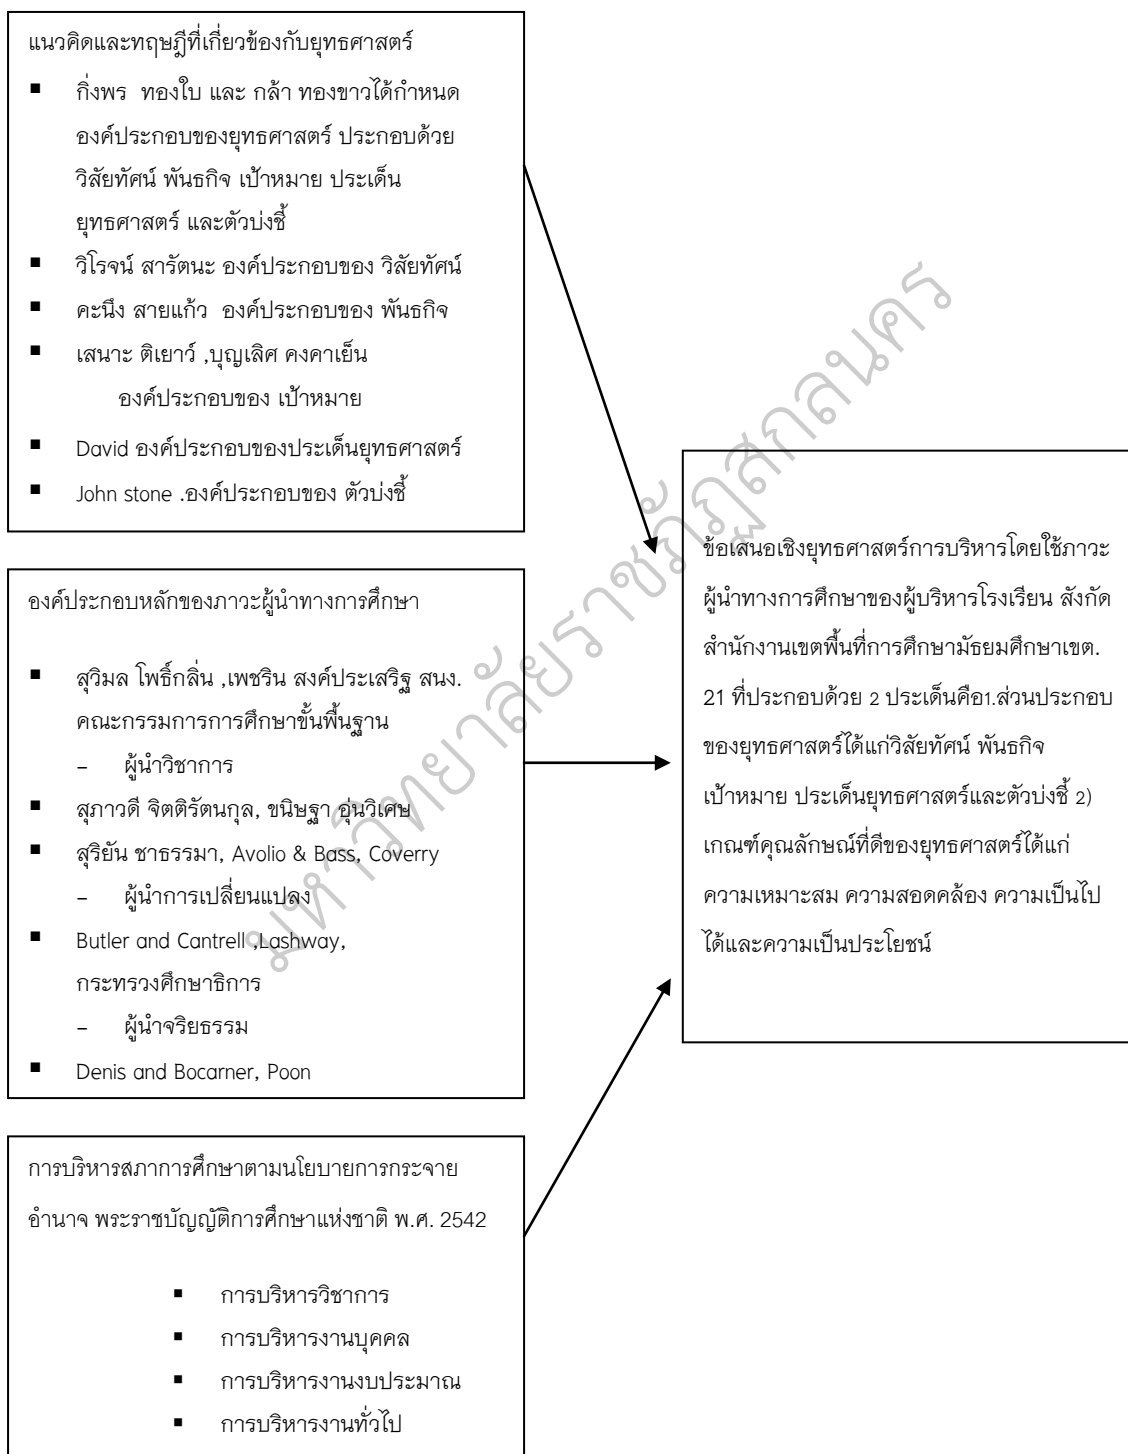 แนวคิดและทฤษฎีที่เกี่ยวข้องกับยุทธศาสตร์
▪ กิ่งพร ทองใบ และ กล้า ทองขาวได้กำหนด
องค์ประกอบของยุทธศาสตร์ ประกอบด้วย
วิสัยทัศน์ พันธกิจ เป้าหมาย ประเด็น
ยุทธศาสตร์ และตัวบ่งชี้
▪ วิโรจน์ สารัตนะ องค์ประกอบของ วิสัยทัศน์
▪ คะนึง สายแก้ว องค์ประกอบของ พันธกิจ
▪ เสนาะ ติเยาว์ ,บุญเลิศ คงคาเย็น
องค์ประกอบของ เป้าหมาย
▪ David องค์ประกอบของประเด็นยุทธศาสตร์
▪ John stone .องค์ประกอบของ ตัวบ่งชี้
องค์ประกอบหลักของภาวะผู้นำทางการศึกษา
▪ สุวิมล โพธิ์กลิ่น ,เพชริน สงค์ประเสริฐ สนง.
คณะกรรมการการศึกษาขั้นพื้นฐาน
– ผู้นำวิชาการ
▪ สุภาวดี จิตติรัตนกุล, ขนิษฐา อุ่นวิเศษ
▪ สุริยัน ชาธรรมา, Avolio & Bass, Coverry
– ผู้นำการเปลี่ยนแปลง
▪ Butler and Cantrell ,Lashway,
กระทรวงศึกษาธิการ
– ผู้นำจริยธรรม
▪ Denis and Bocarner, Poon
การบริหารสภาการศึกษาตามนโยบายการกระจาย
อำนาจ พระราชบัญญัติการศึกษาแห่งชาติ พ.ศ. 2542
▪ การบริหารวิชาการ
▪ การบริหารงานบุคคล
▪ การบริหารงานงบประมาณ
▪ การบริหารงานทั่วไป
ข้อเสนอเชิงยุทธศาสตร์การบริหารโดยใช้ภาวะ
ผู้นำทางการศึกษาของผู้บริหารโรงเรียน สังกัด
สำนักงานเขตพื้นที่การศึกษามัธยมศึกษาเขต.
21 ที่ประกอบด้วย 2 ประเด็นคือ1.ส่วนประกอบ
ของยุทธศาสตร์ได้แก่วิสัยทัศน์ พันธกิจ
เป้าหมาย ประเด็นยุทธศาสตร์และตัวบ่งชี้ 2)
เกณฑ์คุณลักษณ์ที่ดีของยุทธศาสตร์ได้แก่
ความเหมาะสม ความสอดคล้อง ความเป็นไป
ได้และความเป็นประโยชน์
มหาวิทยาลัยราชภัฏสกลนคร